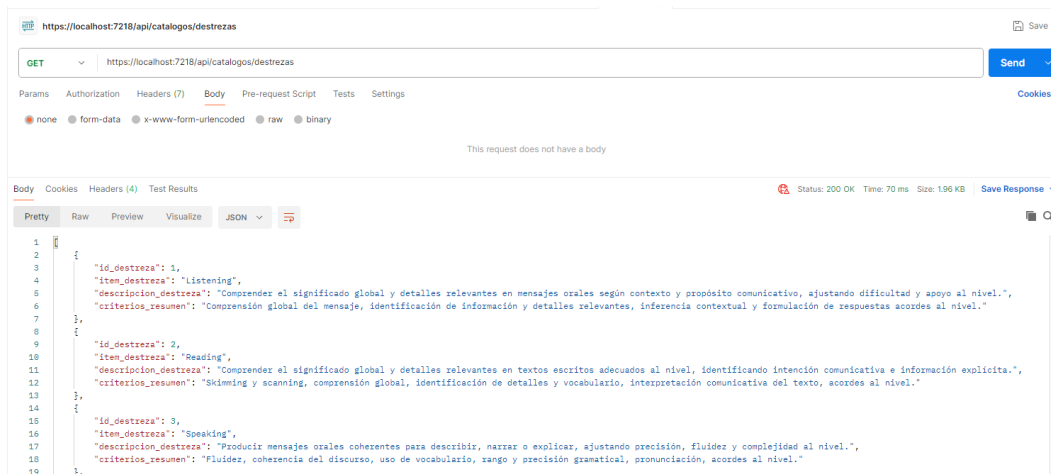 HTTP https://localhost:7218/api/catalogos/destrezas Save
GET https://localhost:7218/api/catalogos/destrezas Send
Params Authorization Headers (7) Body Pre-request Script Tests Settings Cookies
none form-data x-www-form-urlencoded raw binary
This request does not have a body
Body Cookies Headers (4) Test Results Status: 200 OK Time: 70 ms Size: 1.96 KB Save Response
Pretty Raw Preview Visualize JSON
1 [
2 {
3 "id_destreza": 1,
4 "item_destreza": "Listening",
5 "descripcion_destreza": "Comprender el significado global y detalles relevantes en mensajes orales según contexto y propósito comunicativo, ajustando dificultad y apoyo al nivel.",
6 "criterios_resumen": "Comprensión global del mensaje, identificación de información y detalles relevantes, inferencia contextual y formulación de respuestas acordes al nivel."
7 },
8 {
9 "id_destreza": 2,
10 "item_destreza": "Reading",
11 "descripcion_destreza": "Comprender el significado global y detalles relevantes en textos escritos adecuados al nivel, identificando intención comunicativa e información explícita.",
12 "criterios_resumen": "Skimming y scanning, comprensión global, identificación de detalles y vocabulario, interpretación comunicativa del texto, acordes al nivel."
13 },
14 {
15 "id_destreza": 3,
16 "item_destreza": "Speaking",
17 "descripcion_destreza": "Producir mensajes orales coherentes para describir, narrar o explicar, ajustando precisión, fluidez y complejidad al nivel.",
18 "criterios_resumen": "Fluidez, coherencia del discurso, uso de vocabulario, rango y precisión gramatical, pronunciación, acordes al nivel."
19 },